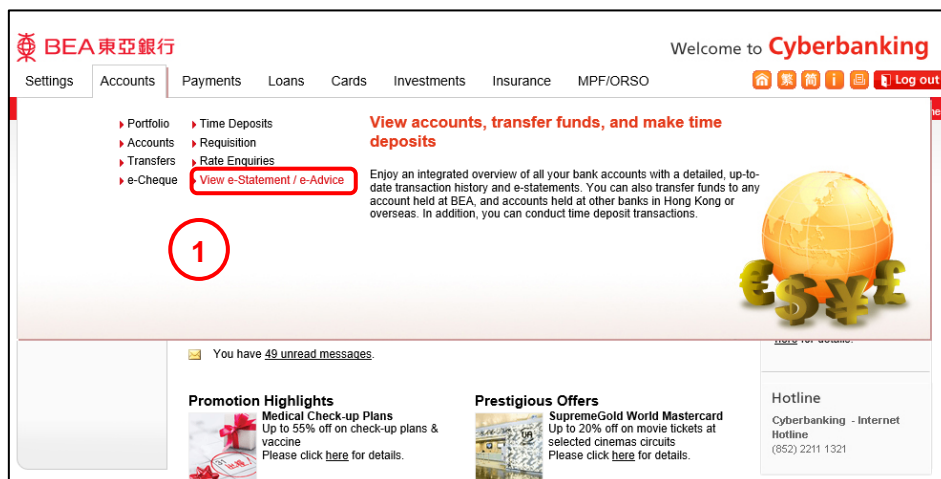 BEA東亞銀行
Welcome to Cyberbanking
Settings Accounts Payments Loans Cards Investments Insurance MPF/ORSO 繁 简 i Log out
Portfolio Time Deposits
Accounts Requisition
Transfers Rate Enquiries
e-Cheque View e-Statement / e-Advice
1
View accounts, transfer funds, and make time
deposits
Enjoy an integrated overview of all your bank accounts with a detailed, up-to-
date transaction history and e-statements. You can also transfer funds to any
account held at BEA, and accounts held at other banks in Hong Kong or
overseas. In addition, you can conduct time deposit transactions.
€$¥£
here for details.
You have 49 unread messages.
Promotion Highlights
Medical Check-up Plans
Up to 55% off on check-up plans &
vaccine
Please click here for details.
31
Prestigious Offers
SupremeGold World Mastercard
Up to 20% off on movie tickets at
selected cinemas circuits
Please click here for details.
Hotline
Cyberbanking - Internet
Hotline
(852) 2211 1321